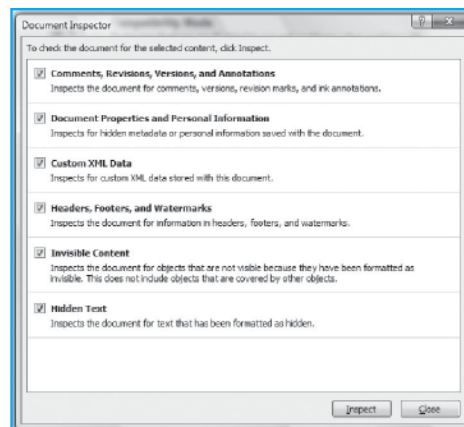 Document Inspector
To check the document for the selected content, click Inspect.
Comments, Revisions, Versions, and Annotations
Inspects the document for comments, versions, revision marks, and ink annotations.
Document Properties and Personal Information
Inspects for hidden metadata or personal information saved with the document.
Custom XML Data
Inspects for custom XML data stored with this document.
Headers, Footers, and Watermarks
Inspects the document for information in headers, footers, and watermarks.
Invisible Content
Inspects the document for objects that are not visible because they have been formatted as
invisible. This does not include objects that are covered by other objects.
Hidden Text
Inspects the document for text that has been formatted as hidden.
Inspect Close